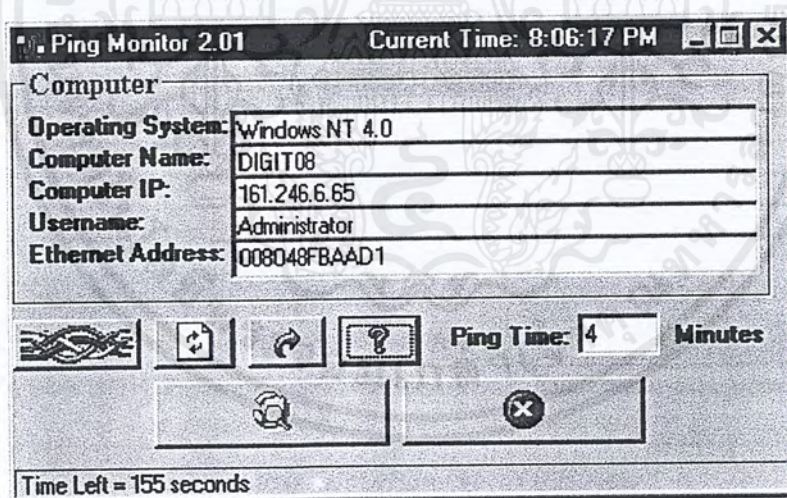 Ping Monitor 2.01 Current Time: 8:06:17 PM
Computer
Operating System: Windows NT 4.0
Computer Name: DIGIT08
Computer IP: 161.246.6.65
Username: Administrator
Ethernet Address: 008048FBAAD1
Ping Time: 4 Minutes
Time Left = 155 seconds